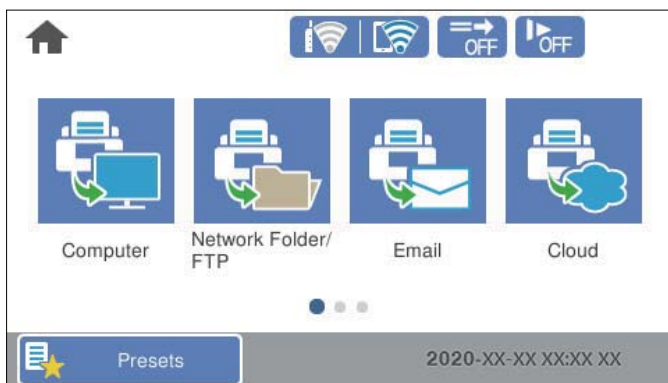 OFF
OFF
Computer
Network Folder/
FTP
Email
Cloud
Presets
2020-XX-XX XX:XX XX